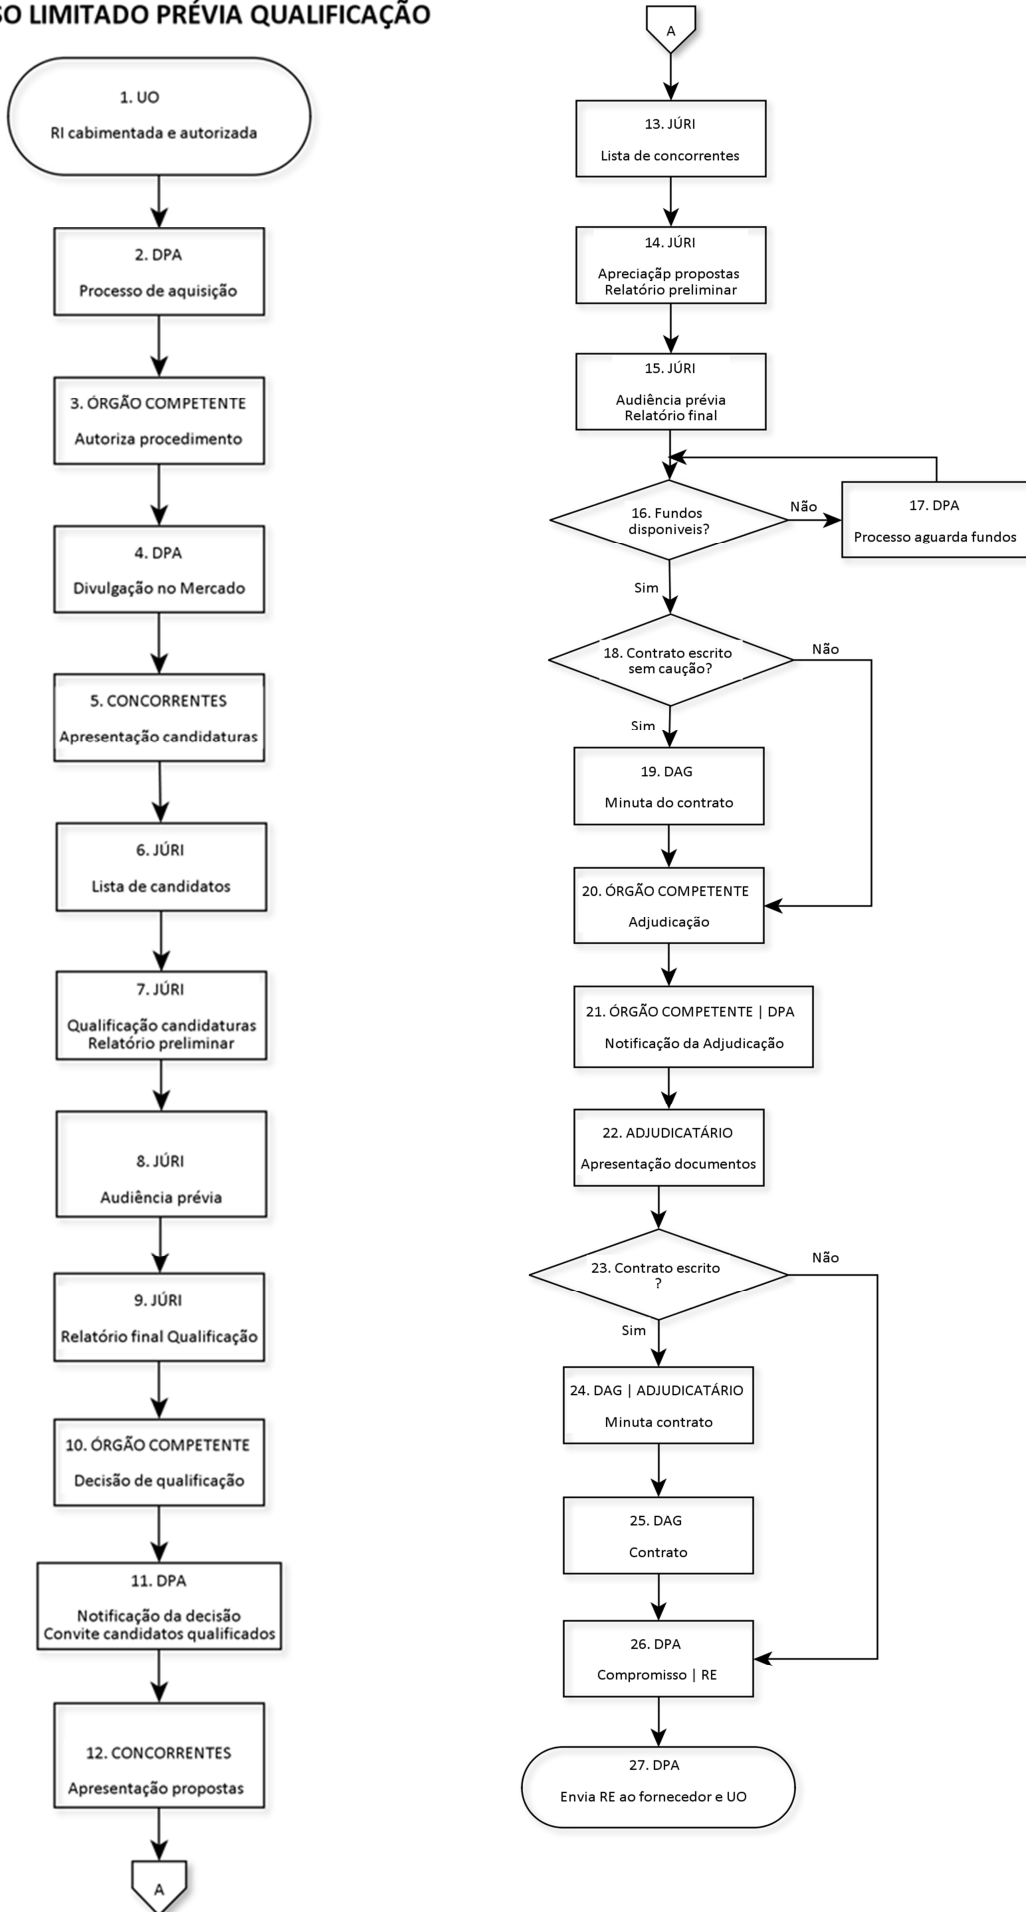 SO LIMITADO PRÉVIA QUALIFICAÇÃO
1. UO
RI cabimentada e autorizada
2. DPA
Processo de aquisição
3. ÓRGÃO COMPETENTE
Autoriza procedimento
4. DPA
Divulgação no Mercado
5. CONCORRENTES
Apresentação candidaturas
6. JÚRI
Lista de candidatos
7. JÚRI
Qualificação candidaturas
Relatório preliminar
8. JÚRI
Audiência prévia
9. JÚRI
Relatório final Qualificação
10. ÓRGÃO COMPETENTE
Decisão de qualificação
11. DPA
Notificação da decisão
Convite candidatos qualificados
12. CONCORRENTES
Apresentação propostas
A
A
13. JÚRI
Lista de concorrentes
14. JÚRI
Apreciaçãp propostas
Relatório preliminar
15. JÚRI
Audiência prévia
Relatório final
16. Fundos
disponiveis?
Não
17. DPA
Processo aguarda fundos
Sim
18. Contrato escrito
sem caução?
Não
Sim
19. DAG
Minuta do contrato
20. ÓRGÃO COMPETENTE
Adjudicação
21. ÓRGÃO COMPETENTE | DPA
Notificação da Adjudicação
22. ADJUDICATÁRIO
Apresentação documentos
23. Contrato escrito
?
Não
Sim
24. DAG | ADJUDICATÁRIO
Minuta contrato
25. DAG
Contrato
26. DPA
Compromisso | RE
27. DPA
Envia RE ao fornecedor e UO